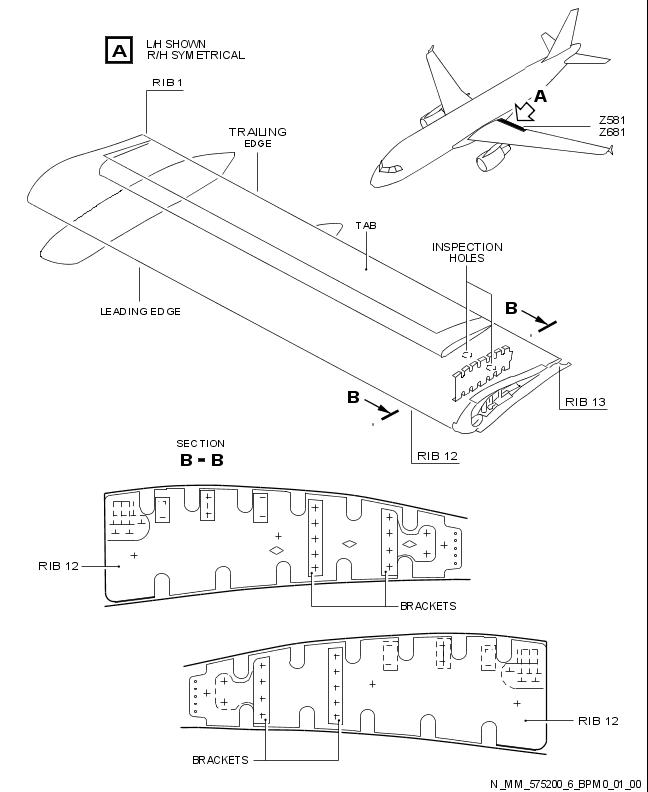 A
L/H SHOWN
R/H SYMETRICAL
RIB 1
TRAILING
EDGE
A
Z581
Z681
TAB
INSPECTION
HOLES
LEADING EDGE
B
B
RIB 13
RIB 12
SECTION
B - B
RIB 12
BRACKETS
RIB 12
BRACKETS
N_MM_575200_6_BPM0_01_00